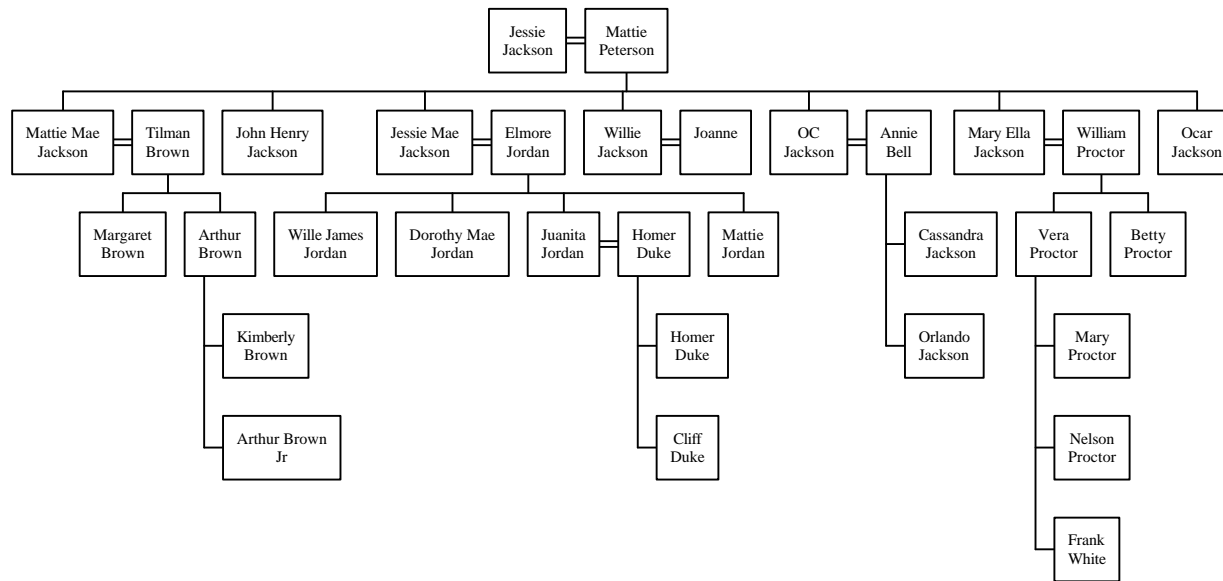 Jessie
Jackson
Mattie
Peterson
Mattie Mae
Jackson
Tilman
Brown
John Henry
Jackson
Jessie Mae
Jackson
Elmore
Jordan
Willie
Jackson
Joanne
OC
Jackson
Annie
Bell
Mary Ella
Jackson
William
Proctor
Ocar
Jackson
Margaret
Brown
Arthur
Brown
Wille James
Jordan
Dorothy Mae
Jordan
Juanita
Jordan
Homer
Duke
Mattie
Jordan
Cassandra
Jackson
Vera
Proctor
Betty
Proctor
Kimberly
Brown
Homer
Duke
Orlando
Jackson
Mary
Proctor
Arthur Brown
Jr
Cliff
Duke
Nelson
Proctor
Frank
White